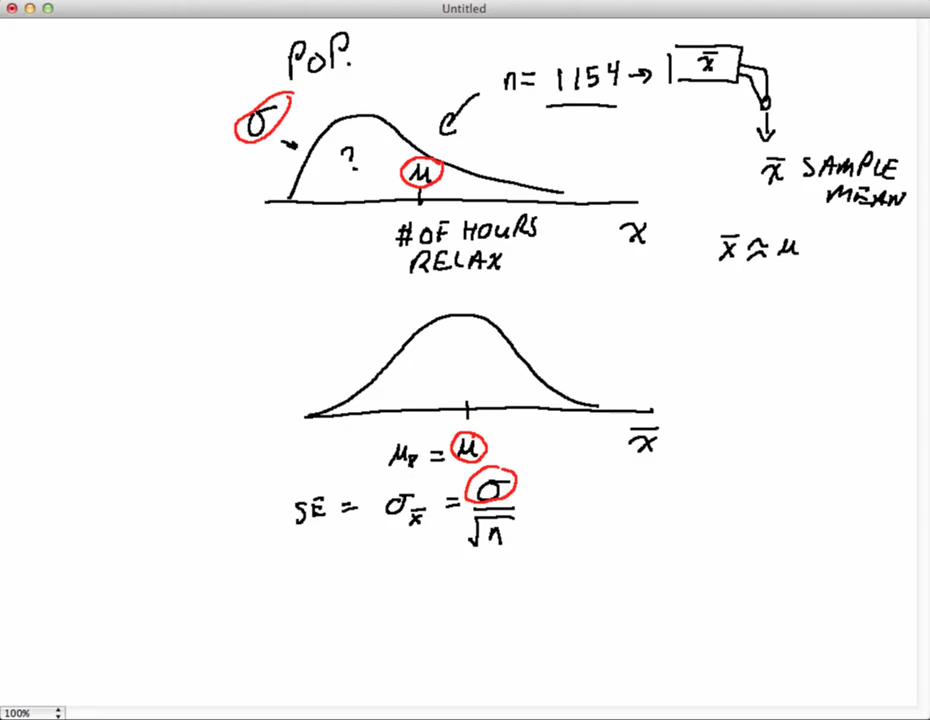 Untitled
POP.
n = 1154 → x̄
σ
?
μ
x̄ SAMPLE
MEAN
# OF HOURS
RELAX
x
x̄ ≈ μ
x̄
μx̄ = μ
SE = σx̄ = σ/√n
100%